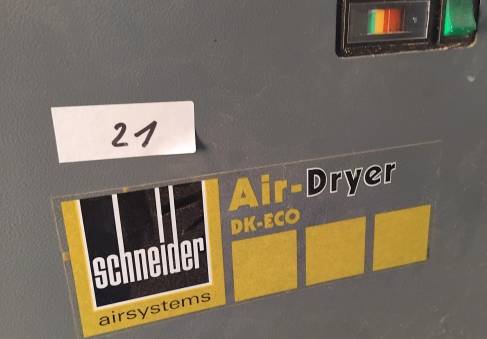 21
Air-Dryer
DK-ECO
schneider
airsystems